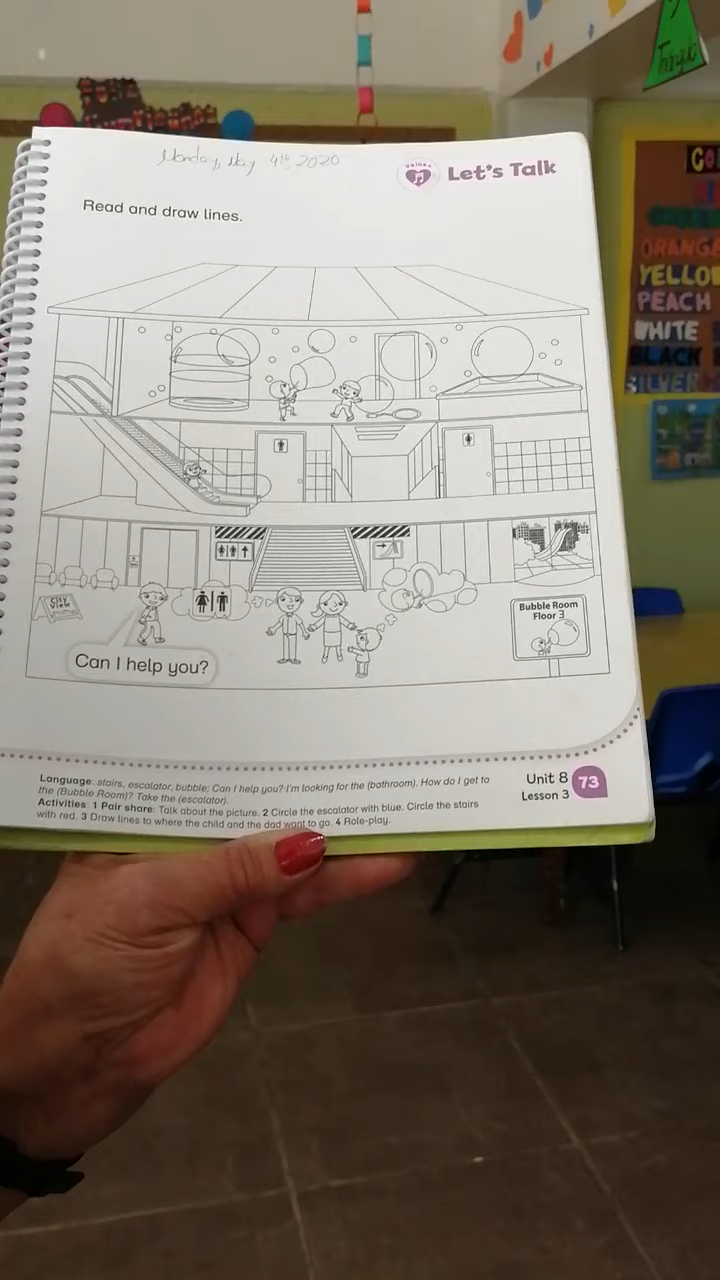 Monday, May 4th, 2020
Values
Let's Talk
Read and draw lines.
City View
Can I help you?
Bubble Room
Floor 3
Language: stairs, escalator, bubble; Can I help you? I'm looking for the (bathroom). How do I get to
the (Bubble Room)? Take the (escalator).
Activities: 1 Pair share: Talk about the picture. 2 Circle the escalator with blue. Circle the stairs
with red. 3 Draw lines to where the child and the dad want to go. 4 Role-play.
Unit 8
Lesson 3
73
ORANG
YELLO
PEACH
WHITE
BLACK
SILVER